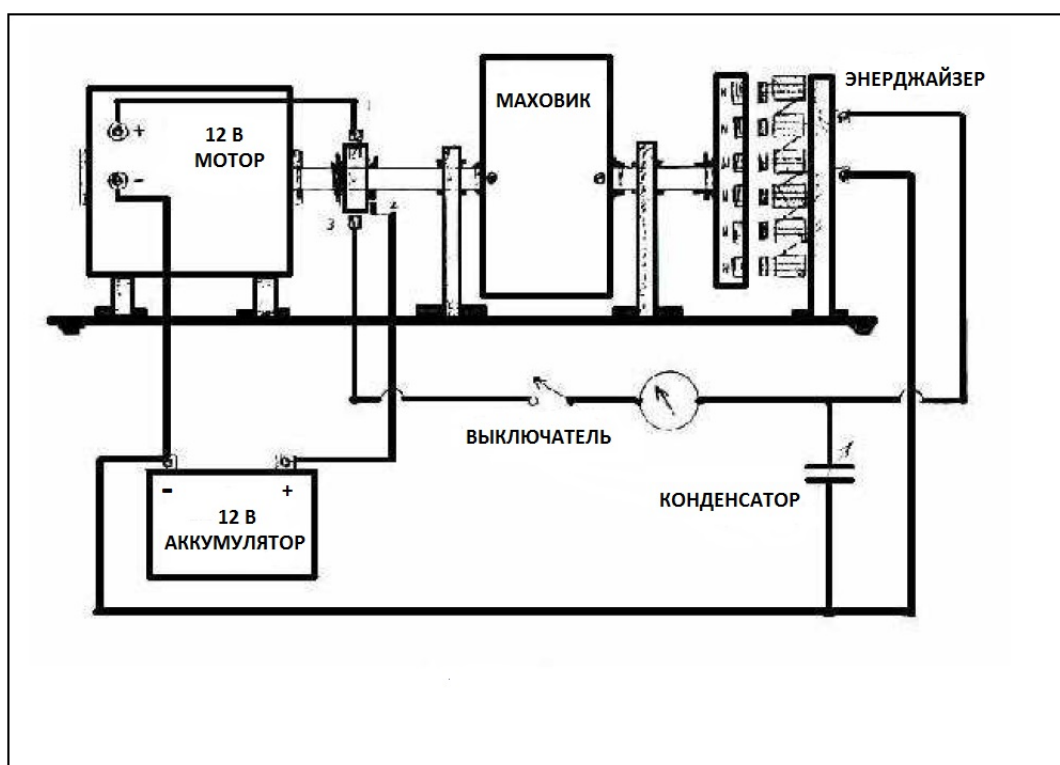 ЭНЕРДЖАЙЗЕР
МАХОВИК
+
12 В
МОТОР
-
1
2
3
ВЫКЛЮЧАТЕЛЬ
КОНДЕНСАТОР
-
+
12 В
АККУМУЛЯТОР